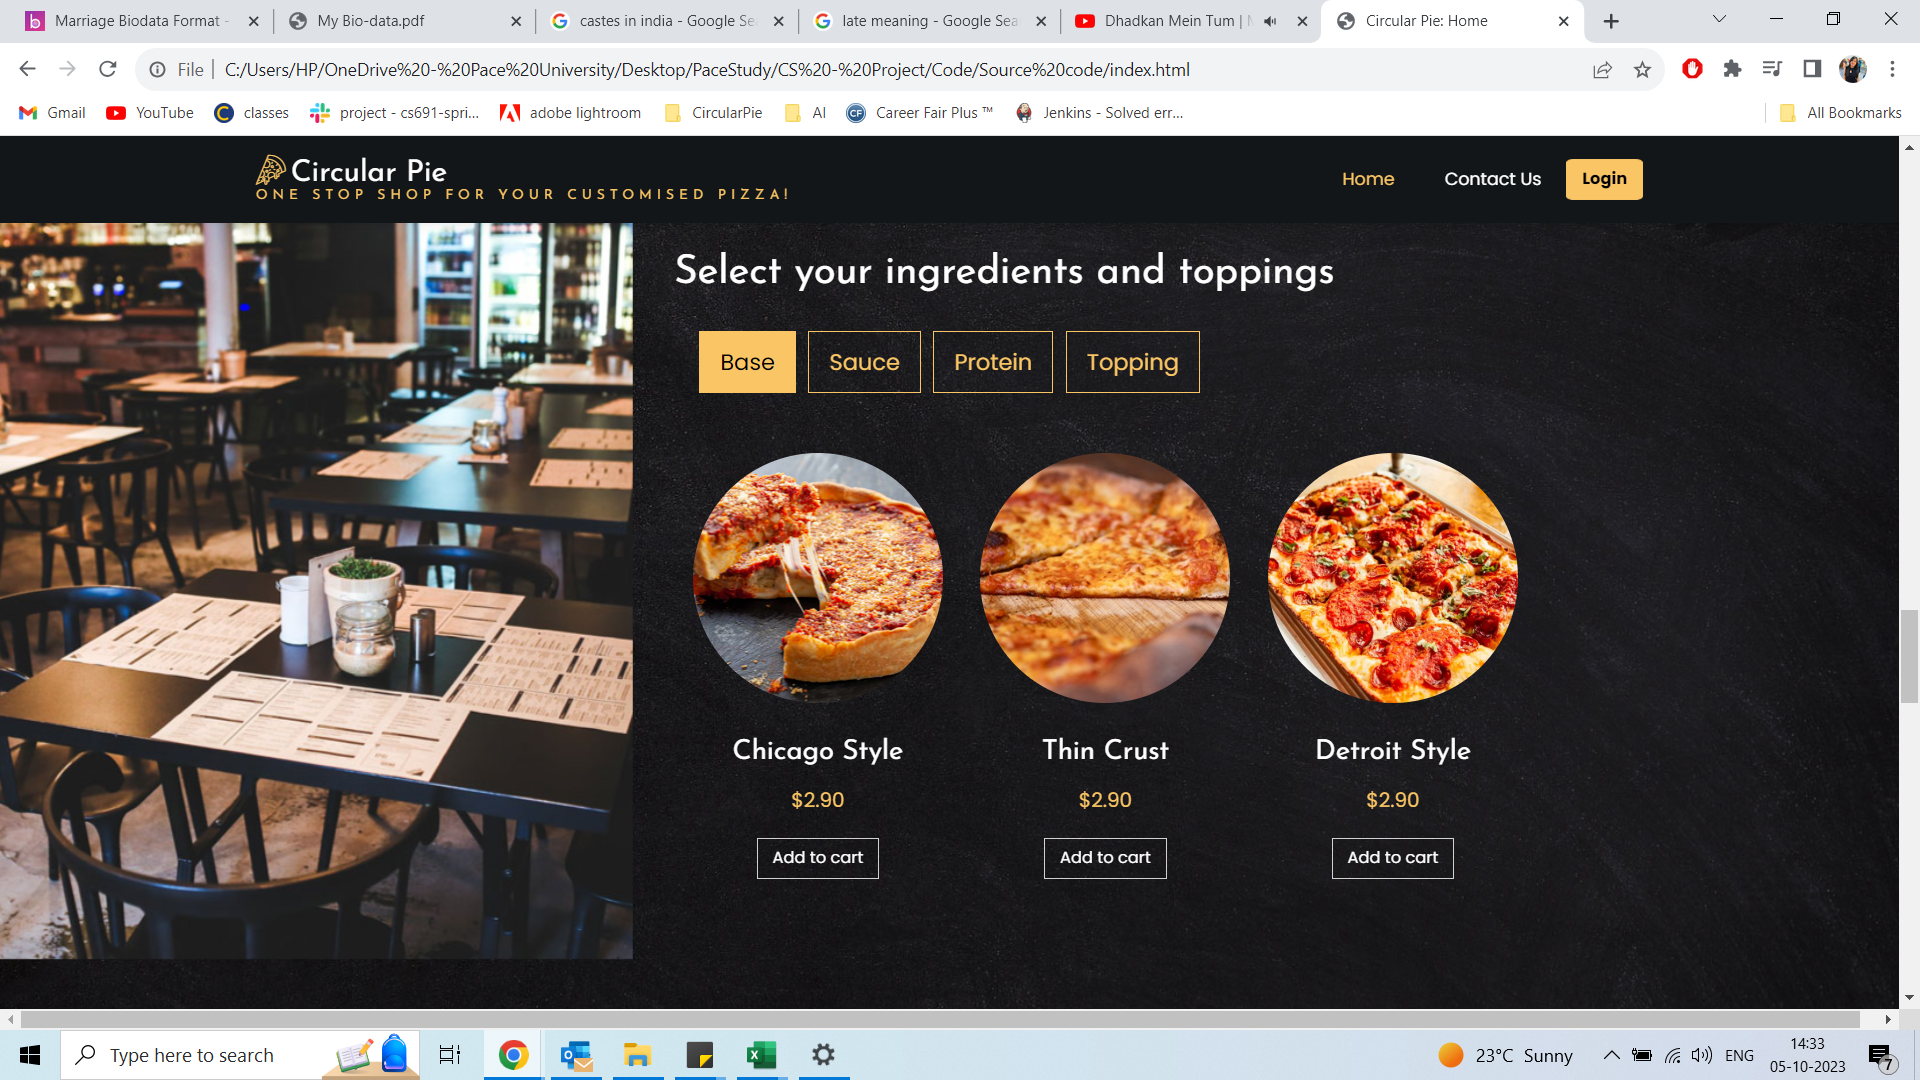 Marriage Biodata Format -
My Bio-data.pdf
castes in india - Google Se
late meaning - Google Sea
Dhadkan Mein Tum |
Circular Pie: Home
File
C:/Users/HP/OneDrive%20-%20Pace%20University/Desktop/PaceStudy/CS%20-%20Project/Code/Source%20code/index.html
Gmail
YouTube
classes
project - cs691-spri...
adobe lightroom
CircularPie
AI
CF
Career Fair Plus ™
Jenkins - Solved err...
All Bookmarks
Circular Pie
ONE STOP SHOP FOR YOUR CUSTOMISED PIZZA!
Home
Contact Us
Login
Select your ingredients and toppings
Base
Sauce
Protein
Topping
Chicago Style
Thin Crust
Detroit Style
$2.90
$2.90
$2.90
Add to cart
Add to cart
Add to cart
Type here to search
23°C Sunny
ENG
14:33
05-10-2023
7